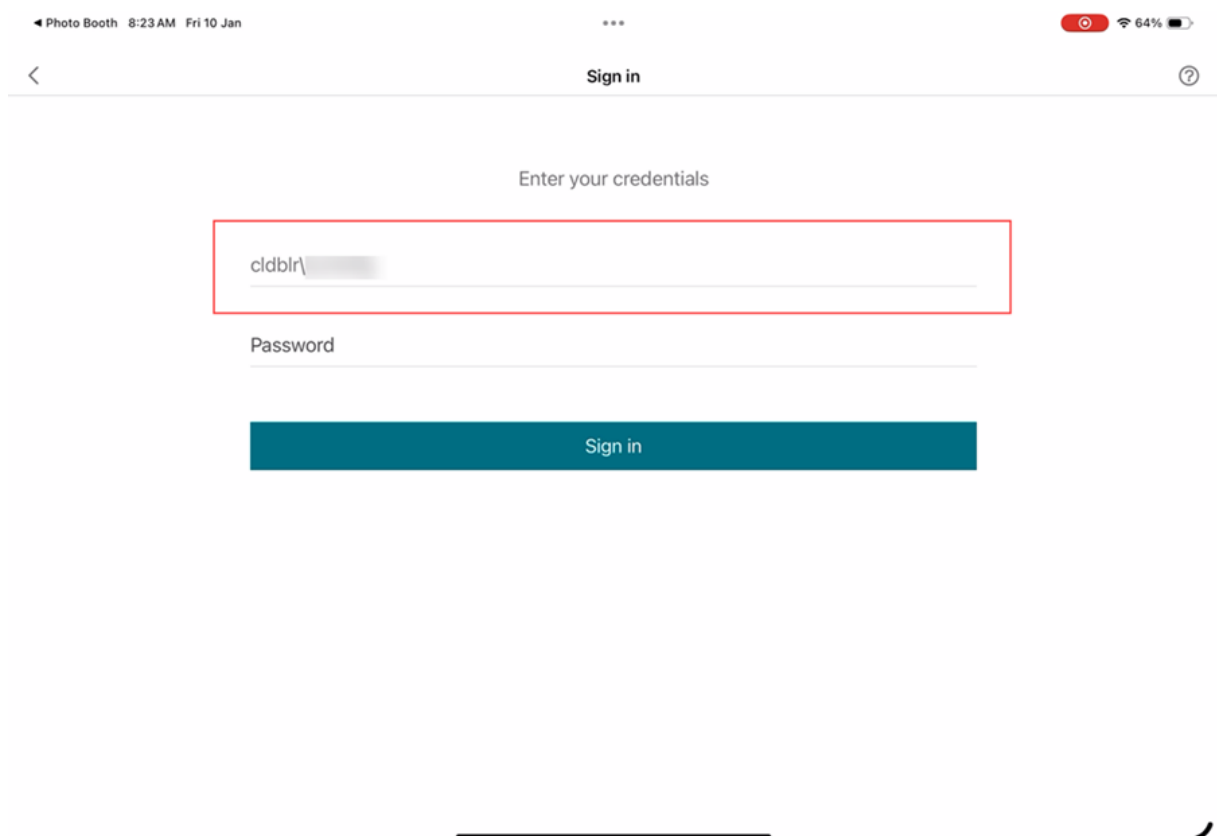 ◀ Photo Booth 8:23 AM Fri 10 Jan
64%
Sign in
Enter your credentials
cldblr\
Password
Sign in